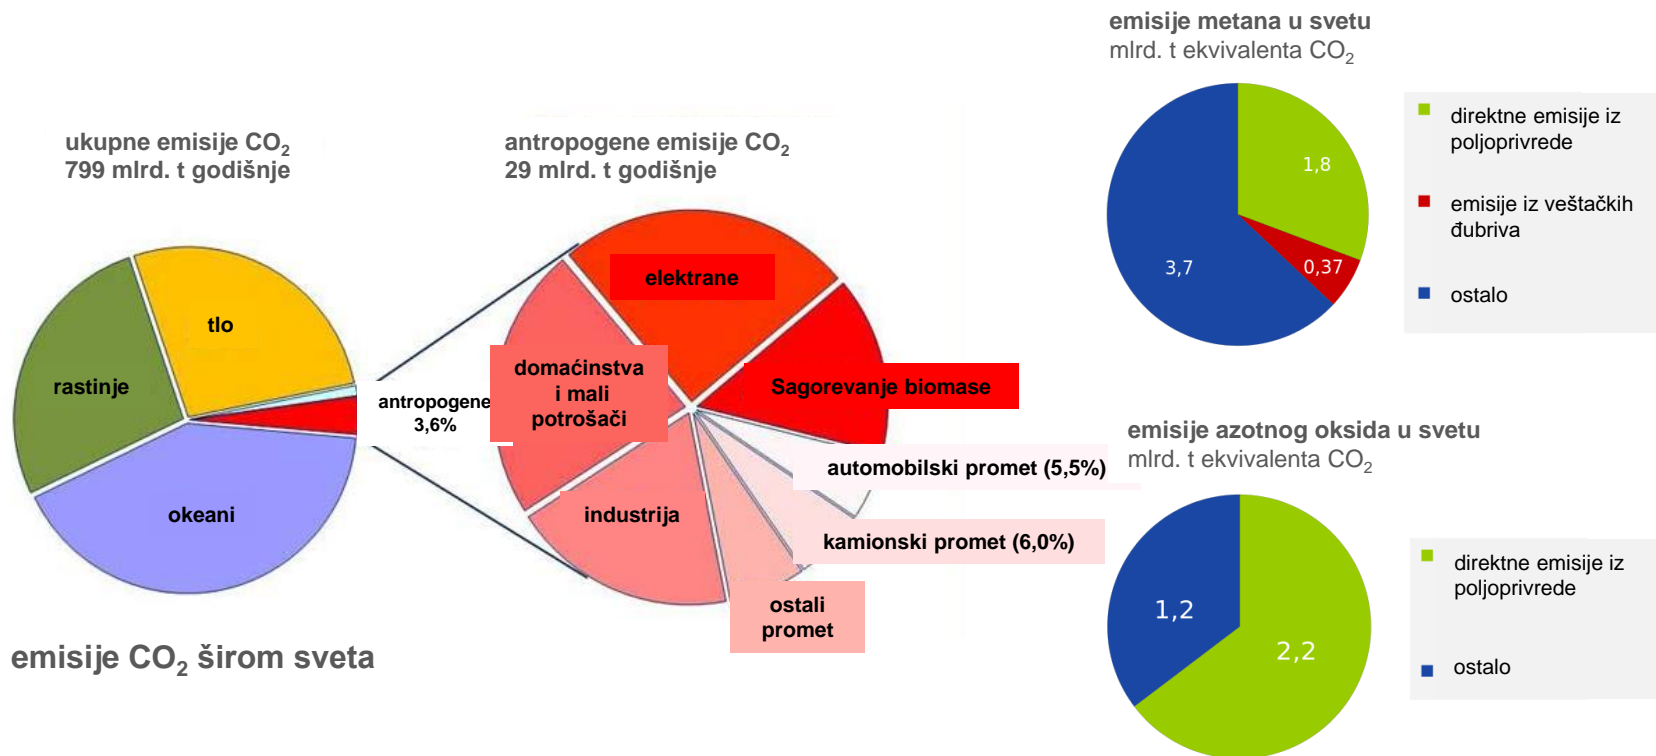 ukupne emisije CO₂
799 mlrd. t godišnje
rastinje
tlo
okeani
antropogene
3,6%
emisije CO₂ širom sveta
antropogene emisije CO₂
29 mlrd. t godišnje
elektrane
domaćinstva
i mali
potrošači
Sagorevanje biomase
automobilski promet (5,5%)
kamionski promet (6,0%)
industrija
ostali
promet
emisije metana u svetu
mlrd. t ekvivalenta CO₂
1,8
0,37
3,7
direktne emisije iz
poljoprivrede
emisije iz veštačkih
đubriva
ostalo
emisije azotnog oksida u svetu
mlrd. t ekvivalenta CO₂
1,2
2,2
direktne emisije iz
poljoprivrede
ostalo